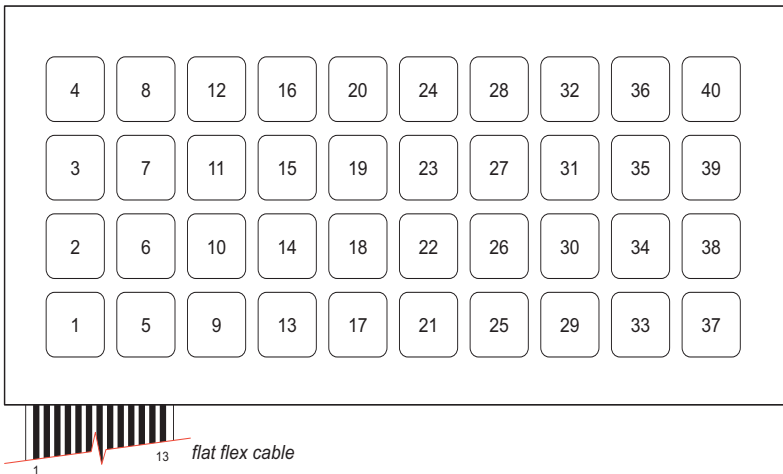 4 8 12 16 20 24 28 32 36 40
3 7 11 15 19 23 27 31 35 39
2 6 10 14 18 22 26 30 34 38
1 5 9 13 17 21 25 29 33 37
13 flat flex cable
1